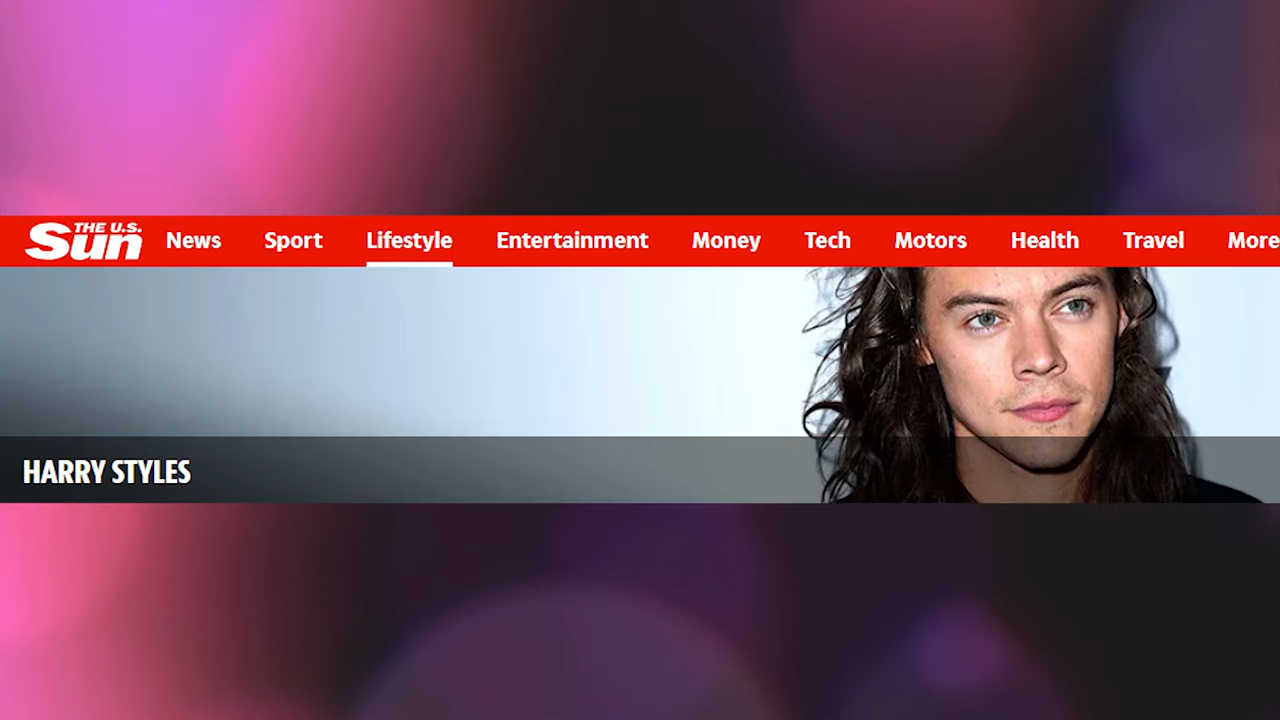 THE U.S.
Sun News Sport Lifestyle Entertainment Money Tech Motors Health Travel More
HARRY STYLES